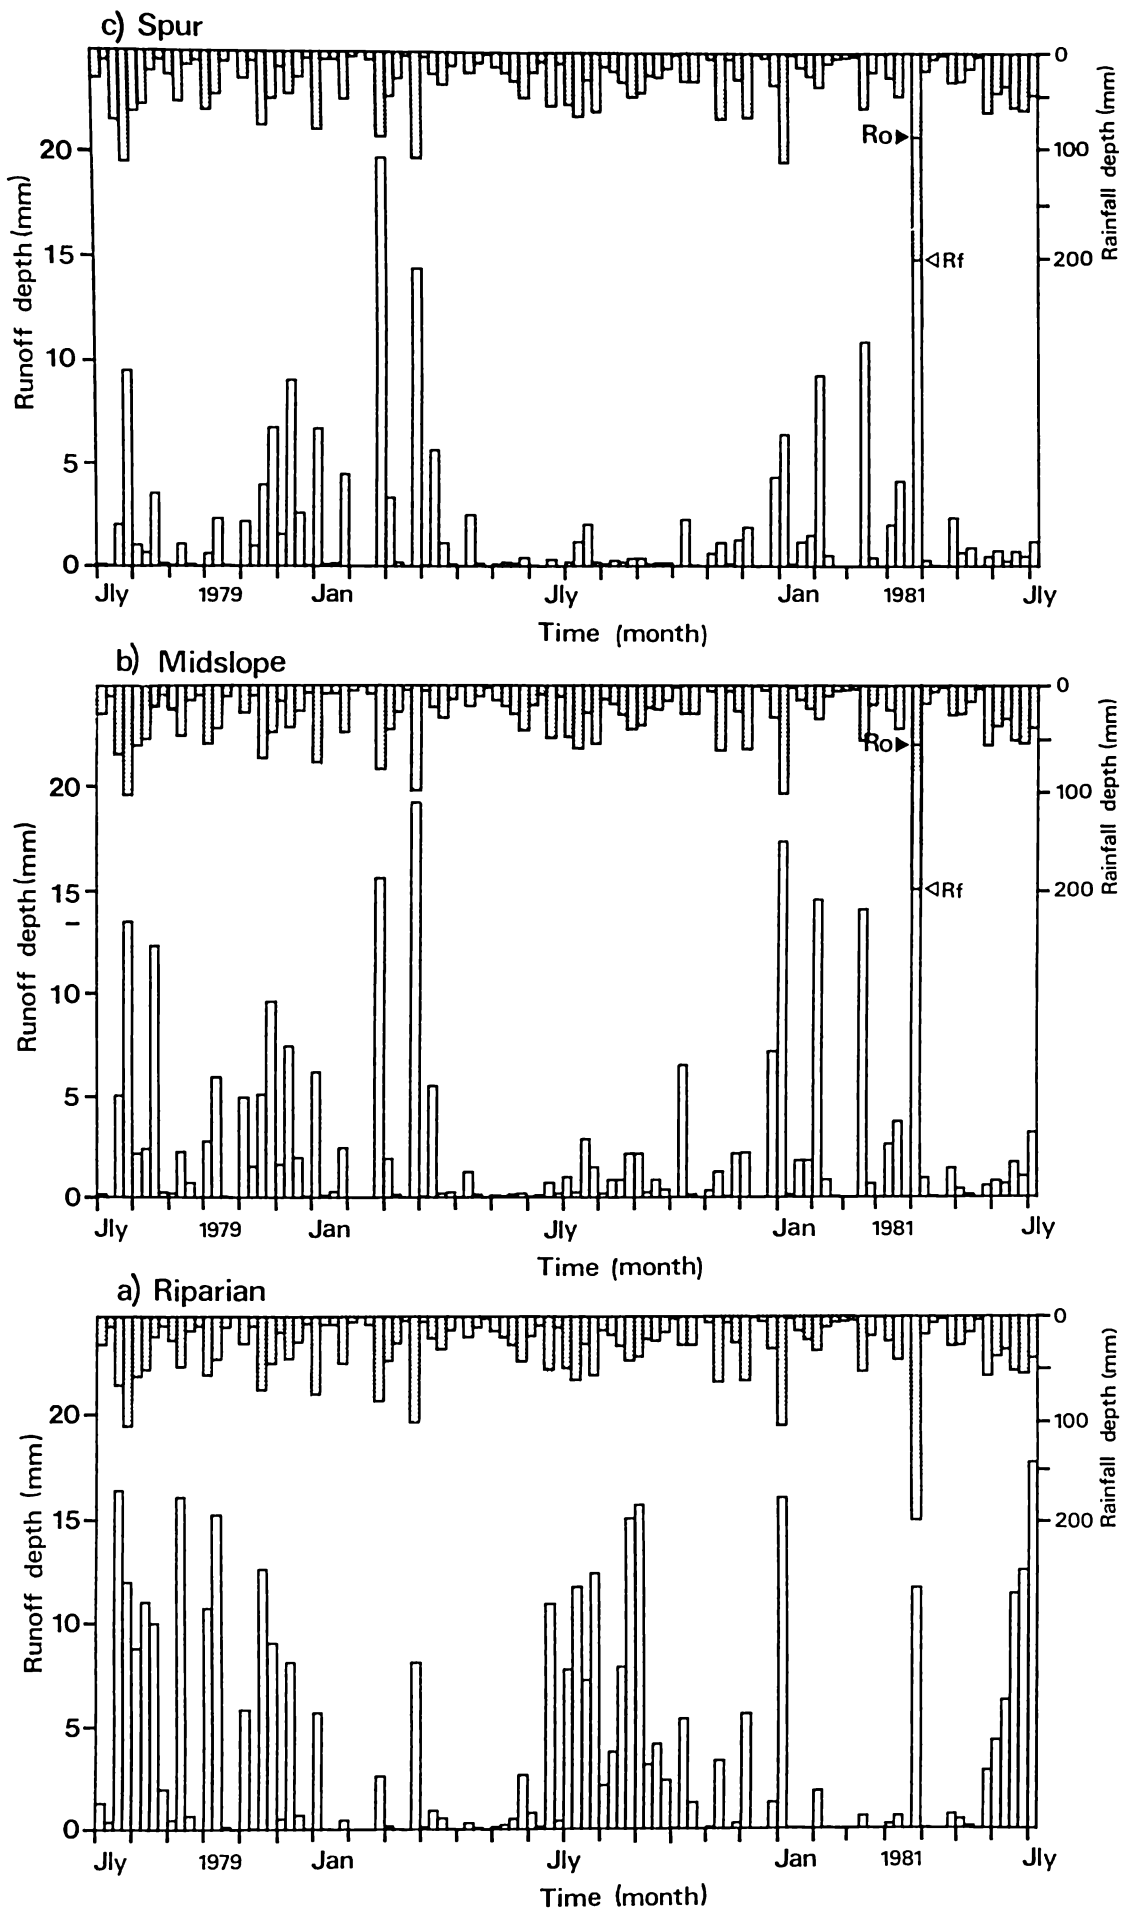 c) Spur
0
100
200
Rainfall depth (mm)
20
15
10
5
0
Runoff depth (mm)
Ro
Rf
Jly 1979 Jan Jly Jan 1981 Jly
Time (month)
b) Midslope
0
100
200
Rainfall depth (mm)
20
15
10
5
0
Runoff depth (mm)
Ro
Rf
Jly 1979 Jan Jly Jan 1981 Jly
Time (month)
a) Riparian
0
100
200
Rainfall depth (mm)
20
15
10
5
0
Runoff depth (mm)
Jly 1979 Jan Jly Jan 1981 Jly
Time (month)